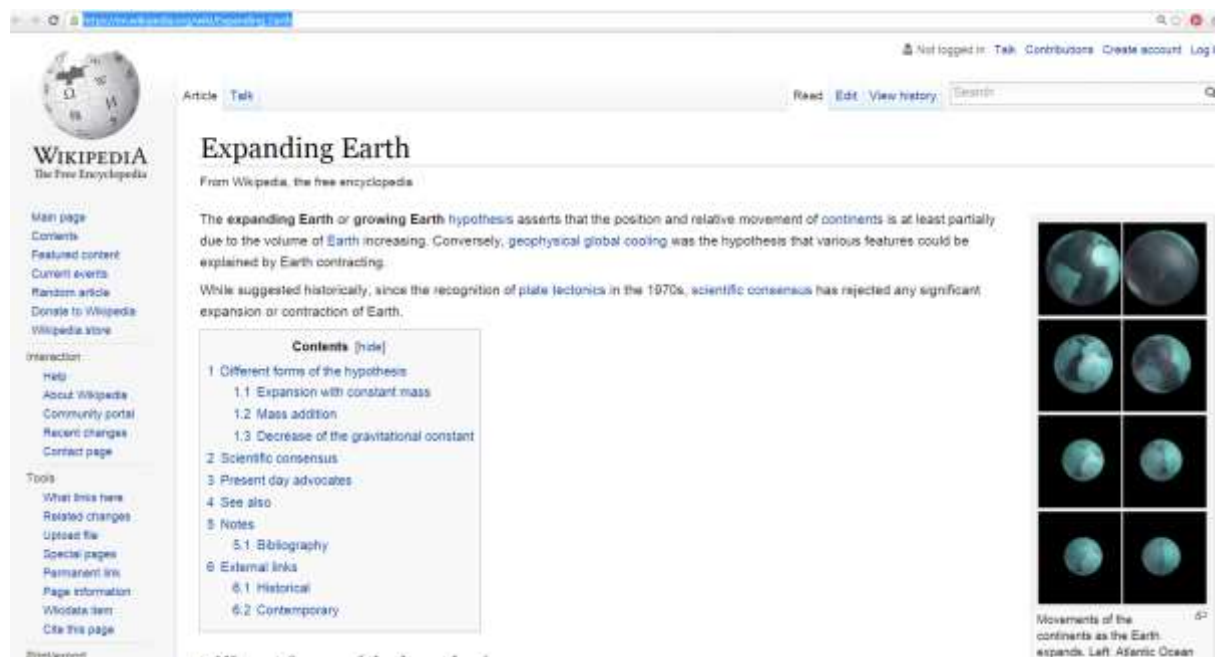 https://en.wikipedia.org/wiki/Expanding_Earth
Not logged in Talk Contributions Create account Log
Article Talk
Read Edit View history Search
WIKIPEDIA
The Free Encyclopedia
Main page
Contents
Featured content
Current events
Random article
Donate to Wikipedia
Wikipedia store
Interaction
Help
About Wikipedia
Community portal
Recent changes
Contact page
Tools
What links here
Related changes
Upload file
Special pages
Permanent link
Page information
Wikidata item
Cite this page
Expanding Earth
From Wikipedia, the free encyclopedia
The expanding Earth or growing Earth hypothesis asserts that the position and relative movement of continents is at least partially
due to the volume of Earth increasing. Conversely, geophysical global cooling was the hypothesis that various features could be
explained by Earth contracting.
While suggested historically, since the recognition of plate tectonics in the 1970s, scientific consensus has rejected any significant
expansion or contraction of Earth.
Contents [hide]
1 Different forms of the hypothesis
1.1 Expansion with constant mass
1.2 Mass addition
1.3 Decrease of the gravitational constant
2 Scientific consensus
3 Present day advocates
4 See also
5 Notes
5.1 Bibliography
6 External links
6.1 Historical
6.2 Contemporary
Movements of the
continents as the Earth
expands. Left: Atlantic Ocean